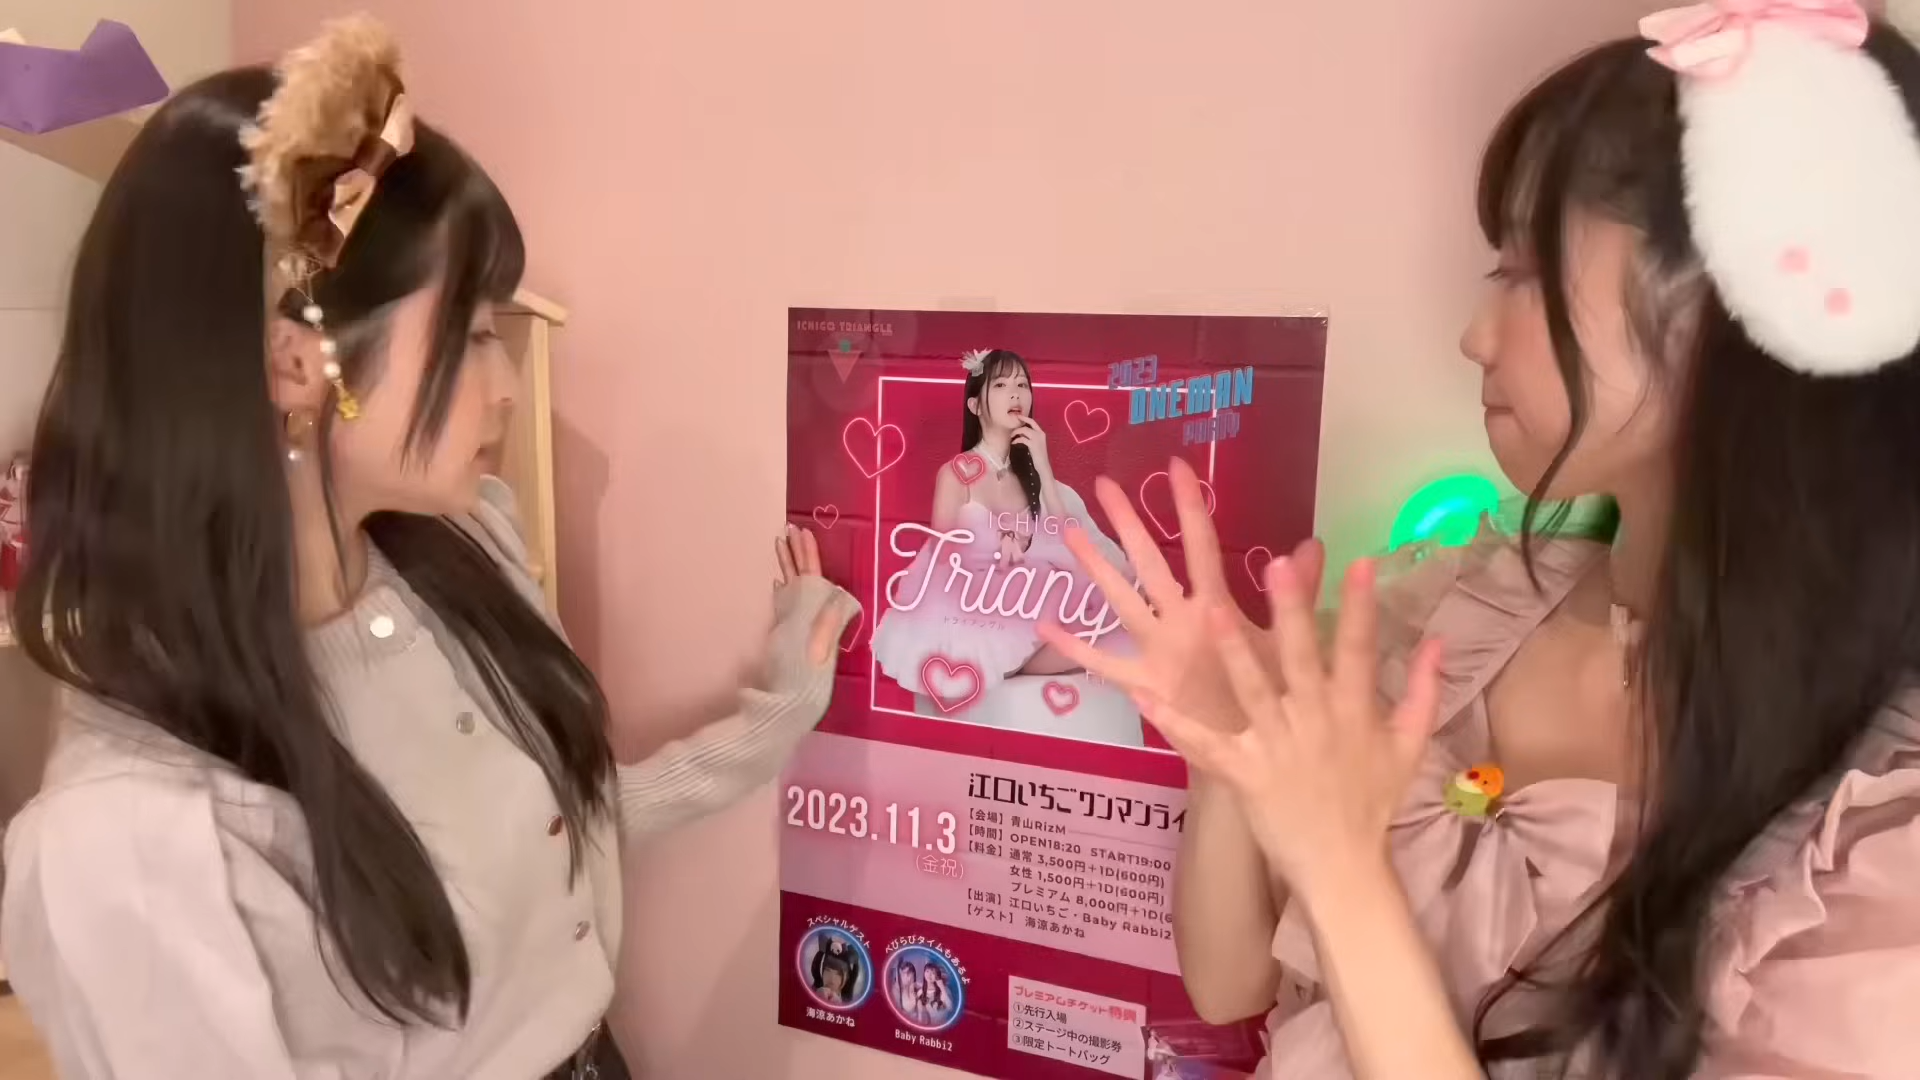 ICHIGO TRIANGLE
2023
ONEMAN
PARTY
ICHIGO
Triang
トライアングル
2023.11.3
(金祝)
江口いちごワンマンライ
【会場】青山RizM
【時間】OPEN18:20 START19:00
【料金】通常 3,500円+1D(600円)
女性 1,500円+1D(600円)
プレミアム 8,000円+1D(6
【出演】江口いちご・Baby Rabbi2
【ゲスト】 海涼あかね
スペシャルゲスト
海涼あかね
べびらびタイムもあるよ
Baby Rabbi2
プレミアムチケット特典
①先行入場
②ステージ中の撮影券
③限定トートバッグ